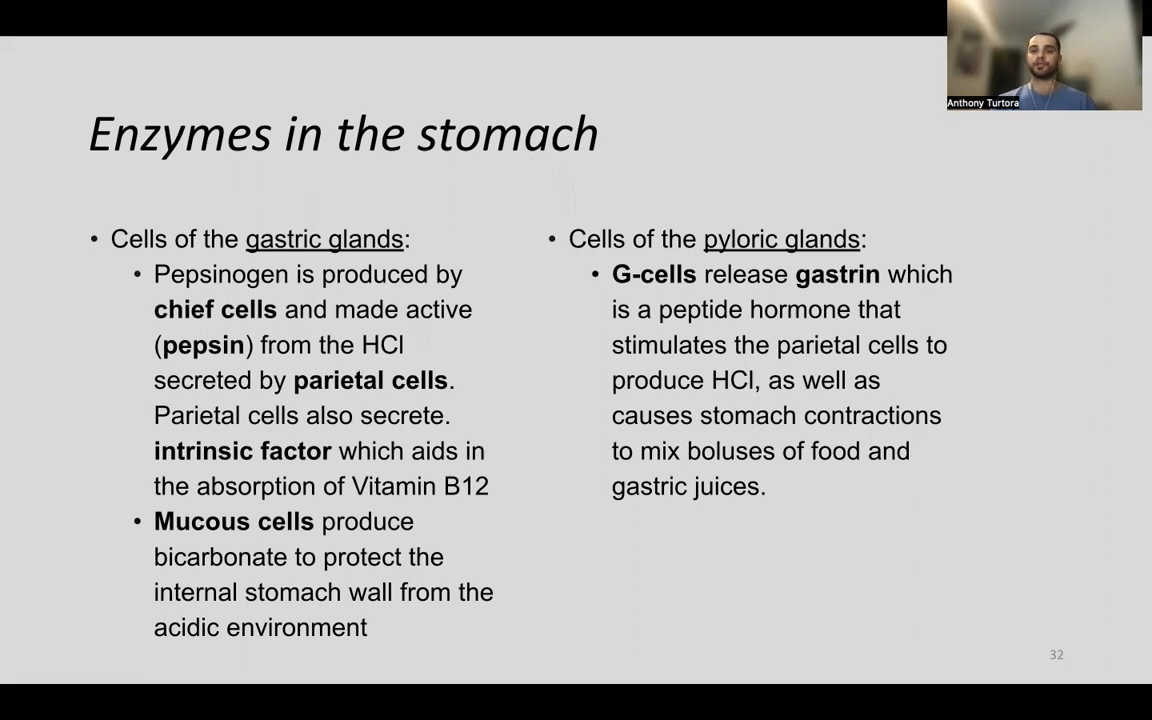 Anthony Turtora
Enzymes in the stomach
• Cells of the gastric glands:
• Pepsinogen is produced by
chief cells and made active
(pepsin) from the HCl
secreted by parietal cells.
Parietal cells also secrete.
intrinsic factor which aids in
the absorption of Vitamin B12
• Mucous cells produce
bicarbonate to protect the
internal stomach wall from the
acidic environment
• Cells of the pyloric glands:
• G-cells release gastrin which
is a peptide hormone that
stimulates the parietal cells to
produce HCl, as well as
causes stomach contractions
to mix boluses of food and
gastric juices.
32